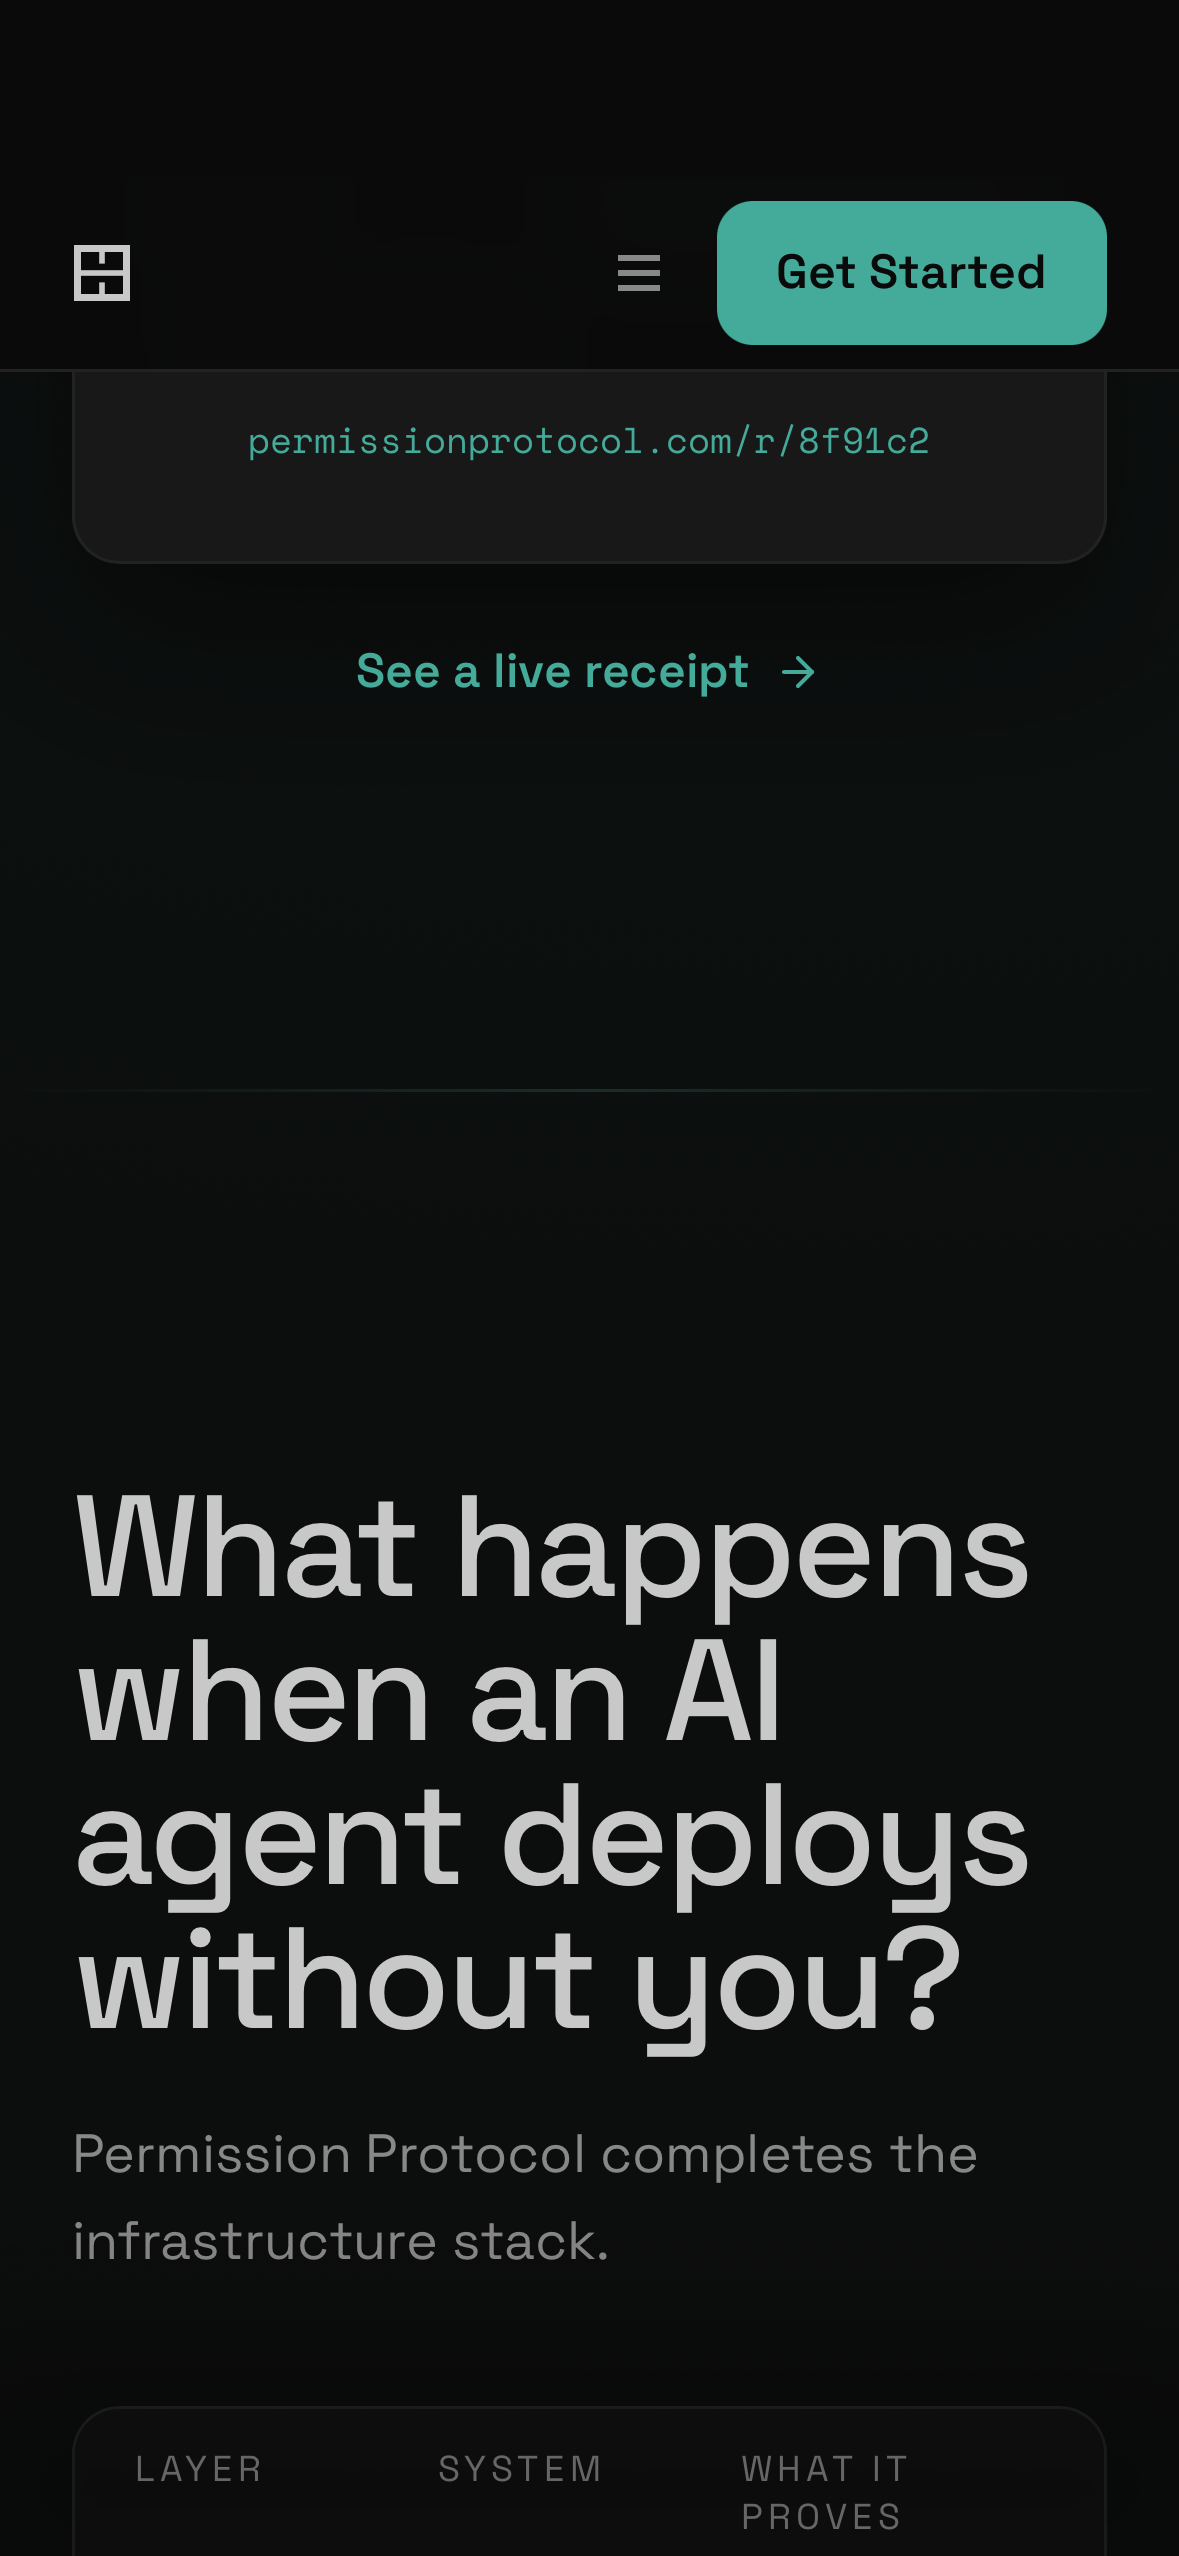 Get Started
permissionprotocol.com/r/8f91c2
See a live receipt →
What happens
when an AI
agent deploys
without you?
Permission Protocol completes the
infrastructure stack.
LAYER SYSTEM WHAT IT
PROVES